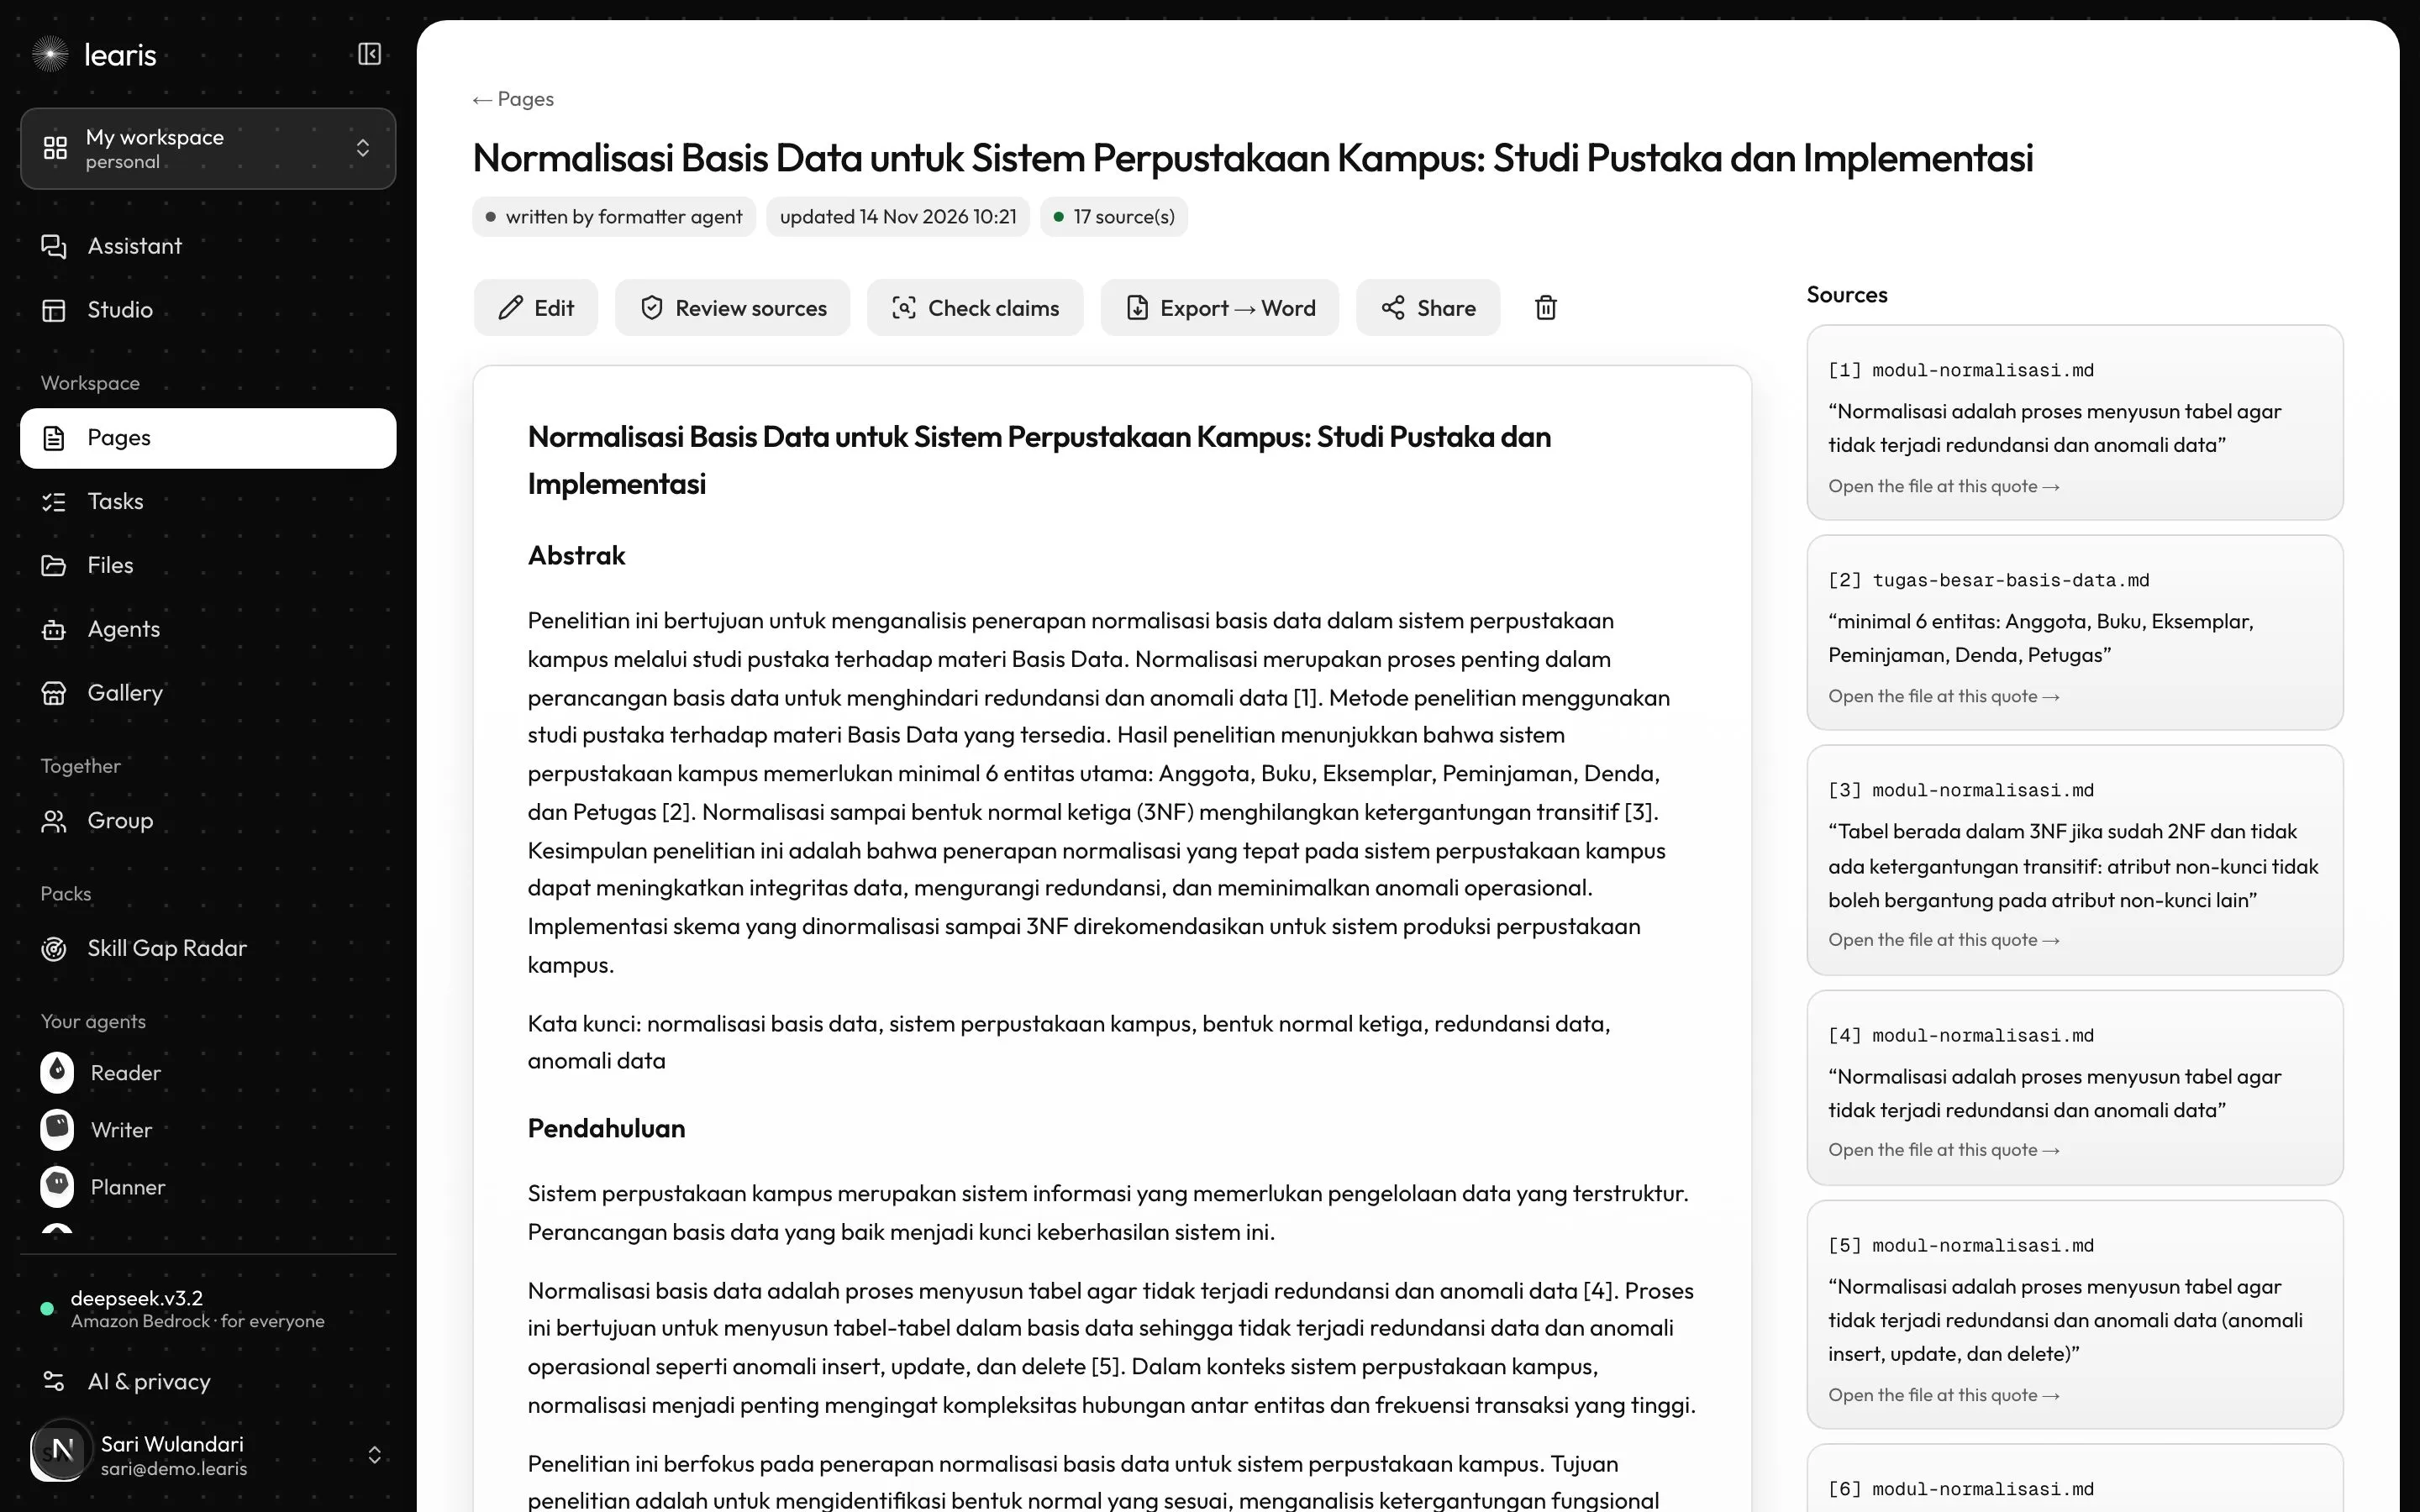 learis
My workspace
personal
Assistant
Studio
Workspace
Pages
Tasks
Files
Agents
Gallery
Together
Group
Packs
Skill Gap Radar
Your agents
Reader
Writer
Planner
deepseek.v3.2
Amazon Bedrock · for everyone
AI & privacy
N
Sari Wulandari
sari@demo.learis
← Pages
Normalisasi Basis Data untuk Sistem Perpustakaan Kampus: Studi Pustaka dan Implementasi
written by formatter agent
updated 14 Nov 2026 10:21
17 source(s)
Edit
Review sources
Check claims
Export → Word
Share
Normalisasi Basis Data untuk Sistem Perpustakaan Kampus: Studi Pustaka dan
Implementasi
Abstrak
Penelitian ini bertujuan untuk menganalisis penerapan normalisasi basis data dalam sistem perpustakaan
kampus melalui studi pustaka terhadap materi Basis Data. Normalisasi merupakan proses penting dalam
perancangan basis data untuk menghindari redundansi dan anomali data [1]. Metode penelitian menggunakan
studi pustaka terhadap materi Basis Data yang tersedia. Hasil penelitian menunjukkan bahwa sistem
perpustakaan kampus memerlukan minimal 6 entitas utama: Anggota, Buku, Eksemplar, Peminjaman, Denda,
dan Petugas [2]. Normalisasi sampai bentuk normal ketiga (3NF) menghilangkan ketergantungan transitif [3].
Kesimpulan penelitian ini adalah bahwa penerapan normalisasi yang tepat pada sistem perpustakaan kampus
dapat meningkatkan integritas data, mengurangi redundansi, dan meminimalkan anomali operasional.
Implementasi skema yang dinormalisasi sampai 3NF direkomendasikan untuk sistem produksi perpustakaan
kampus.
Kata kunci: normalisasi basis data, sistem perpustakaan kampus, bentuk normal ketiga, redundansi data,
anomali data
Pendahuluan
Sistem perpustakaan kampus merupakan sistem informasi yang memerlukan pengelolaan data yang terstruktur.
Perancangan basis data yang baik menjadi kunci keberhasilan sistem ini.
Normalisasi basis data adalah proses menyusun tabel agar tidak terjadi redundansi dan anomali data [4]. Proses
ini bertujuan untuk menyusun tabel-tabel dalam basis data sehingga tidak terjadi redundansi data dan anomali
operasional seperti anomali insert, update, dan delete [5]. Dalam konteks sistem perpustakaan kampus,
normalisasi menjadi penting mengingat kompleksitas hubungan antar entitas dan frekuensi transaksi yang tinggi.
Penelitian ini berfokus pada penerapan normalisasi basis data untuk sistem perpustakaan kampus. Tujuan
penelitian adalah untuk mengidentifikasi bentuk normal yang sesuai, menganalisis ketergantungan fungsional
Sources
[1] modul-normalisasi.md
“Normalisasi adalah proses menyusun tabel agar
tidak terjadi redundansi dan anomali data”
Open the file at this quote →
[2] tugas-besar-basis-data.md
“minimal 6 entitas: Anggota, Buku, Eksemplar,
Peminjaman, Denda, Petugas”
Open the file at this quote →
[3] modul-normalisasi.md
“Tabel berada dalam 3NF jika sudah 2NF dan tidak
ada ketergantungan transitif: atribut non-kunci tidak
boleh bergantung pada atribut non-kunci lain”
Open the file at this quote →
[4] modul-normalisasi.md
“Normalisasi adalah proses menyusun tabel agar
tidak terjadi redundansi dan anomali data”
Open the file at this quote →
[5] modul-normalisasi.md
“Normalisasi adalah proses menyusun tabel agar
tidak terjadi redundansi dan anomali data (anomali
insert, update, dan delete)”
Open the file at this quote →
[6] modul-normalisasi.md